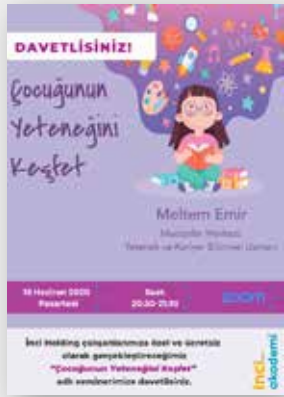 DAVETLİSİNİZ!
Çocuğunun
Yeteneğini
Keşfet
Meltem Emir
Yetenek ve Kariyer Bilimleri Uzmanı
Pazartesi
Saat
20.30-21.10
zoom
İnci Holding çalışanlarımıza özel ve ücretsiz
olarak gerçekleştireceğimiz
"Çocuğunun Yeteneğini Keşfet"
adlı seminerimize davetlisiniz.
inci
akademi